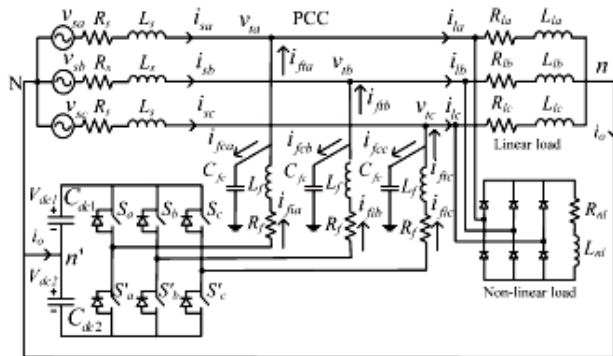 v_sa R_s L_s i_sa v_ta PCC i_la R_la L_la
N v_sb R_s L_s i_sb i_fta v_tb i_lb R_lb L_lb n
v_sc R_s L_s i_sc i_ftb v_tc i_lc R_lc L_lc i_o
Linear load
i_fca i_fcb i_fcc i_ftc
C_fc L_f C_fc L_f C_fc L_f
V_dc1 C_dc1 S_a S_b S_c i_fia i_fib i_fic
R_f R_f R_f R_nl
i_o n'
L_nl
V_dc2 C_dc2 S'_a S'_b S'_c
Non-linear load